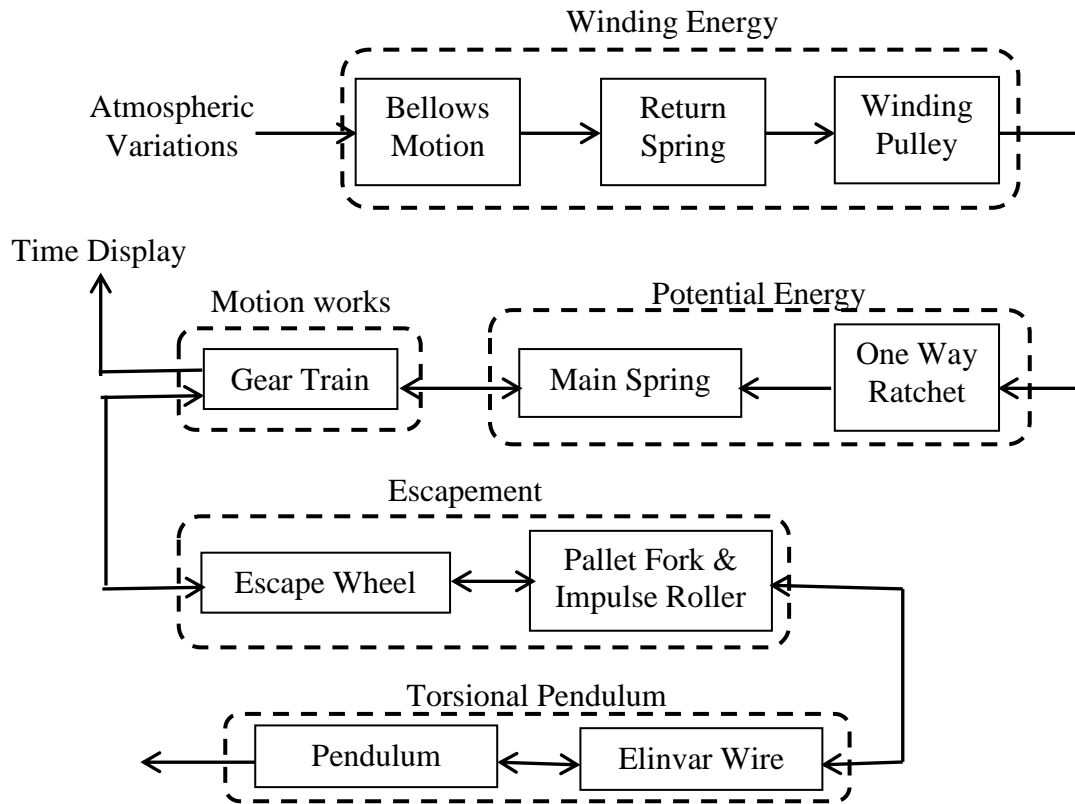 Winding Energy
Atmospheric
Variations
Bellows
Motion
Return
Spring
Winding
Pulley
Time Display
Motion works
Potential Energy
Gear Train
Main Spring
One Way
Ratchet
Escapement
Escape Wheel
Pallet Fork &
Impulse Roller
Torsional Pendulum
Pendulum
Elinvar Wire